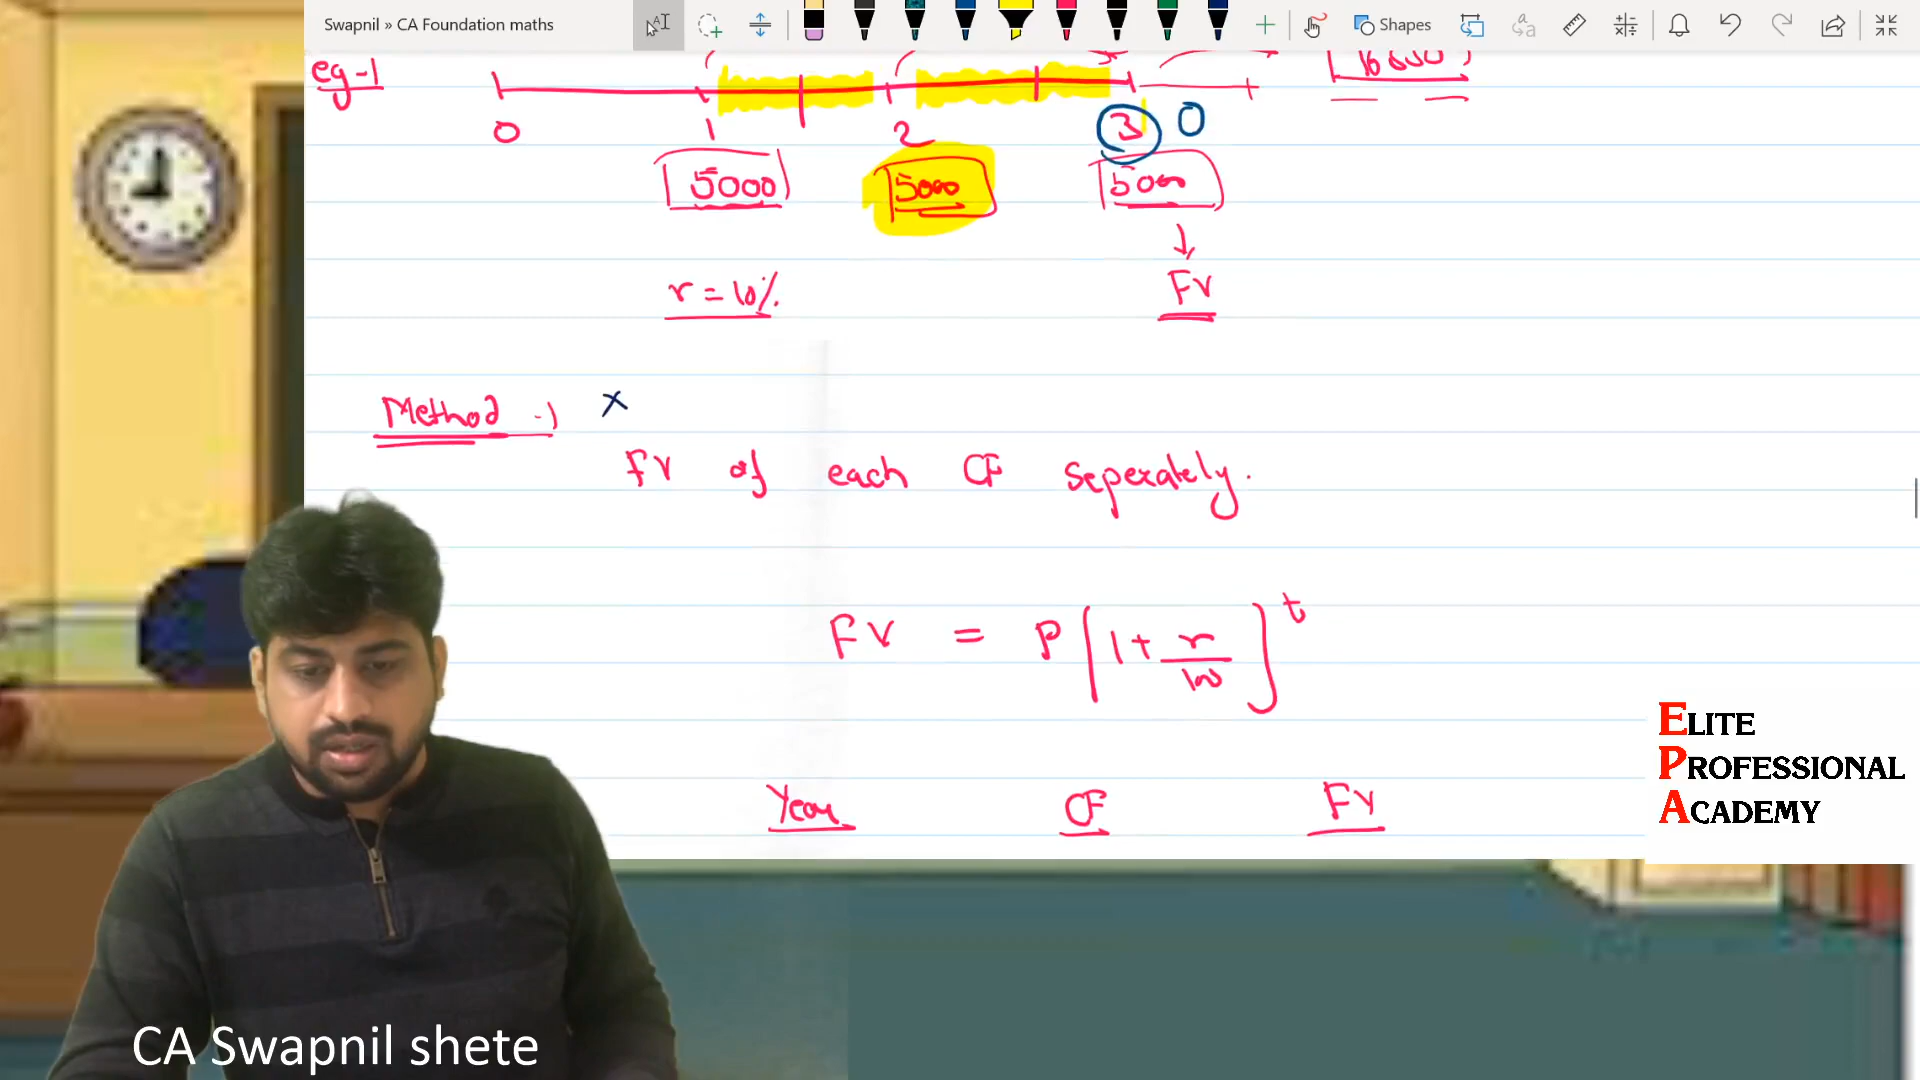 Swapnil » CA Foundation maths
Shapes
eg-1
0 1 2 3 0
5000 5000 5000
r = 10%
FV
Method -1 x
FV of each CF seperately.
FV = P[1+r/100]^t
Year CF FV
ELITE
PROFESSIONAL
ACADEMY
CA Swapnil shete